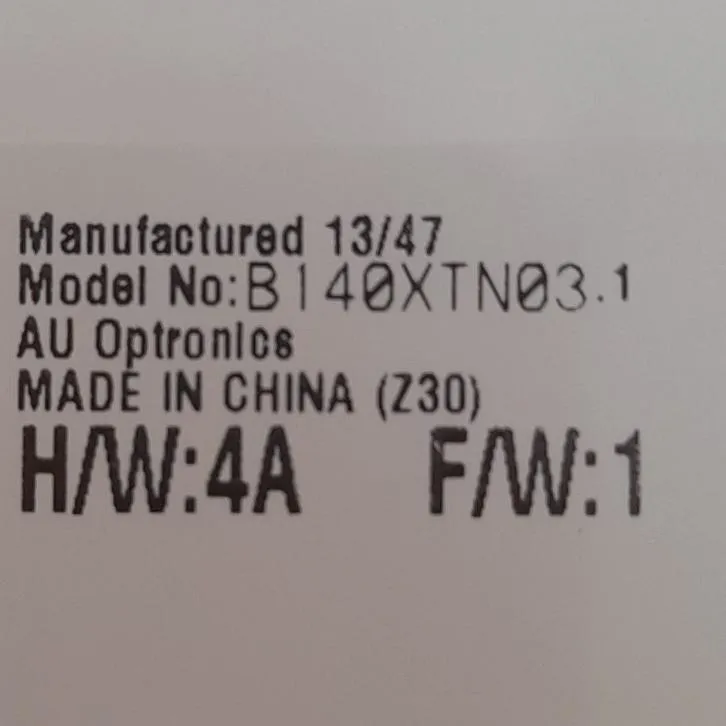 Manufactured 13/47
Model No:B140XTN03.1
AU Optronics
MADE IN CHINA (Z30)
H/W:4A F/W:1